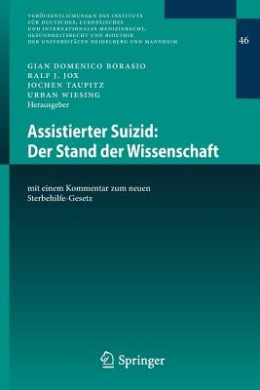 VERÖFFENTLICHUNGEN DES INSTITUTS
FÜR DEUTSCHES, EUROPÄISCHES
UND INTERNATIONALES MEDIZINRECHT,
GESUNDHEITSRECHT UND BIOETHIK
DER UNIVERSITÄTEN HEIDELBERG UND MANNHEIM
46
GIAN DOMENICO BORASIO
RALF J. JOX
JOCHEN TAUPITZ
URBAN WIESING
Herausgeber
Assistierter Suizid:
Der Stand der Wissenschaft
mit einem Kommentar zum neuen
Sterbehilfe-Gesetz
Springer